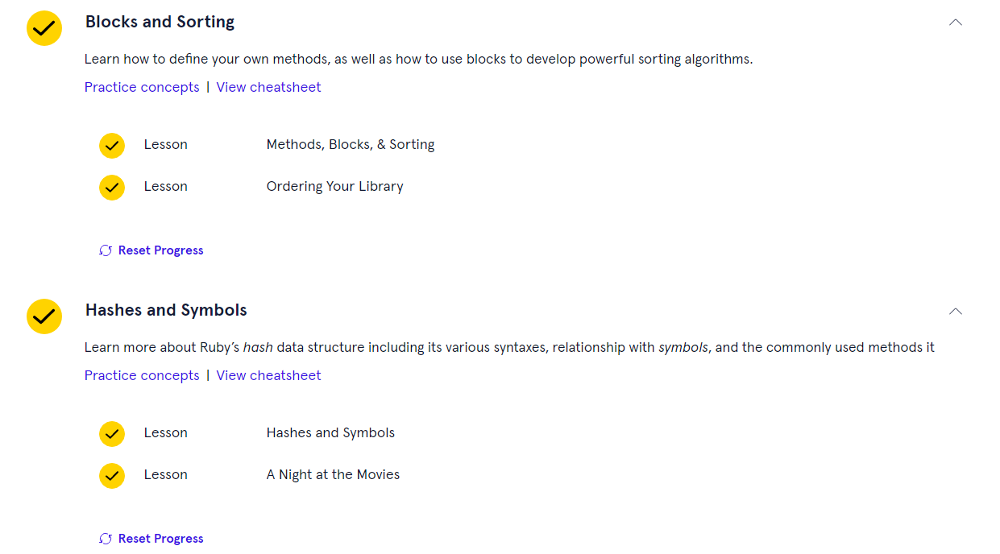 Blocks and Sorting
Learn how to define your own methods, as well as how to use blocks to develop powerful sorting algorithms.
Practice concepts | View cheatsheet
Lesson Methods, Blocks, & Sorting
Lesson Ordering Your Library
Reset Progress
Hashes and Symbols
Learn more about Ruby’s hash data structure including its various syntaxes, relationship with symbols, and the commonly used methods it
Practice concepts | View cheatsheet
Lesson Hashes and Symbols
Lesson A Night at the Movies
Reset Progress